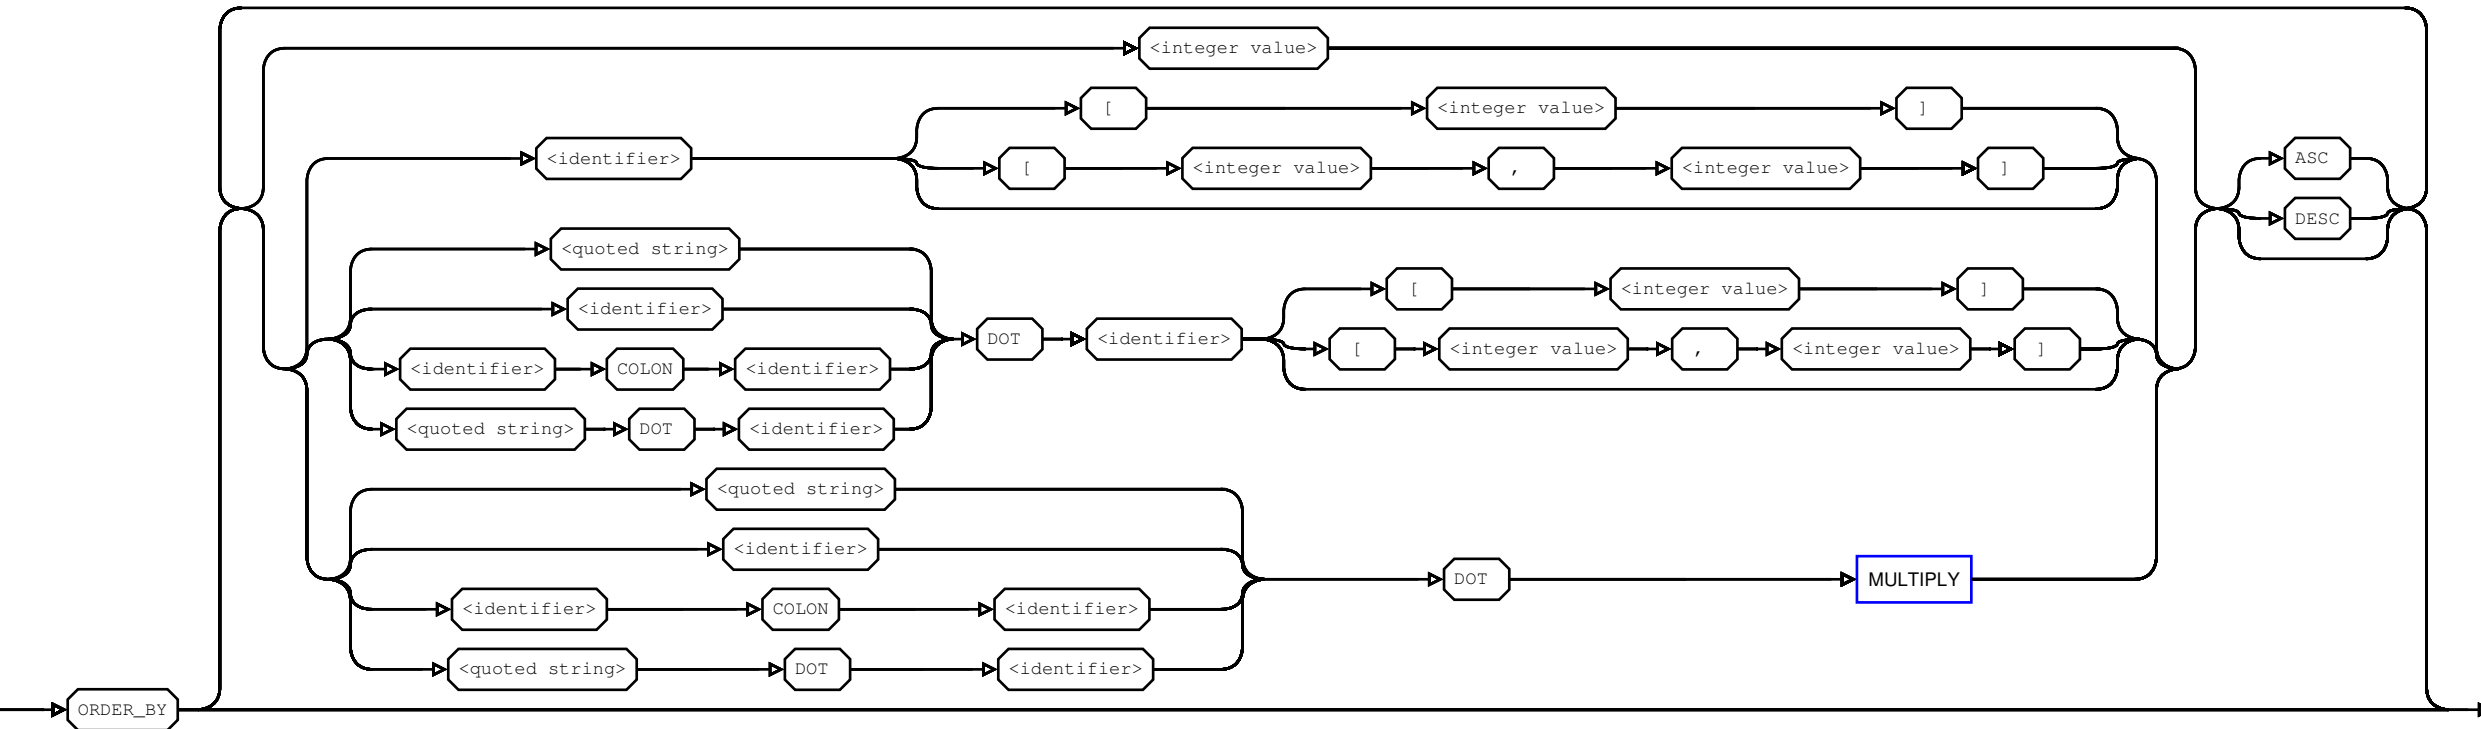 <integer value>
[ <integer value> ]
<identifier> ASC
[ <integer value> , <integer value> ]
DESC
<quoted string>
[ <integer value> ]
<identifier>
DOT <identifier>
[ <integer value> , <integer value> ]
<identifier> COLON <identifier>
<quoted string> DOT <identifier>
<quoted string>
<identifier>
DOT MULTIPLY
<identifier> COLON <identifier>
<quoted string> DOT <identifier>
ORDER_BY